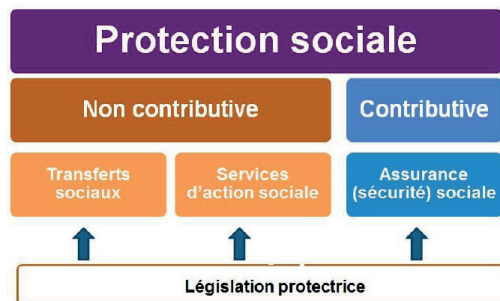 Protection sociale
Non contributive
Contributive
Transferts
sociaux
Services
d'action sociale
Assurance
(sécurité) sociale
Législation protectrice